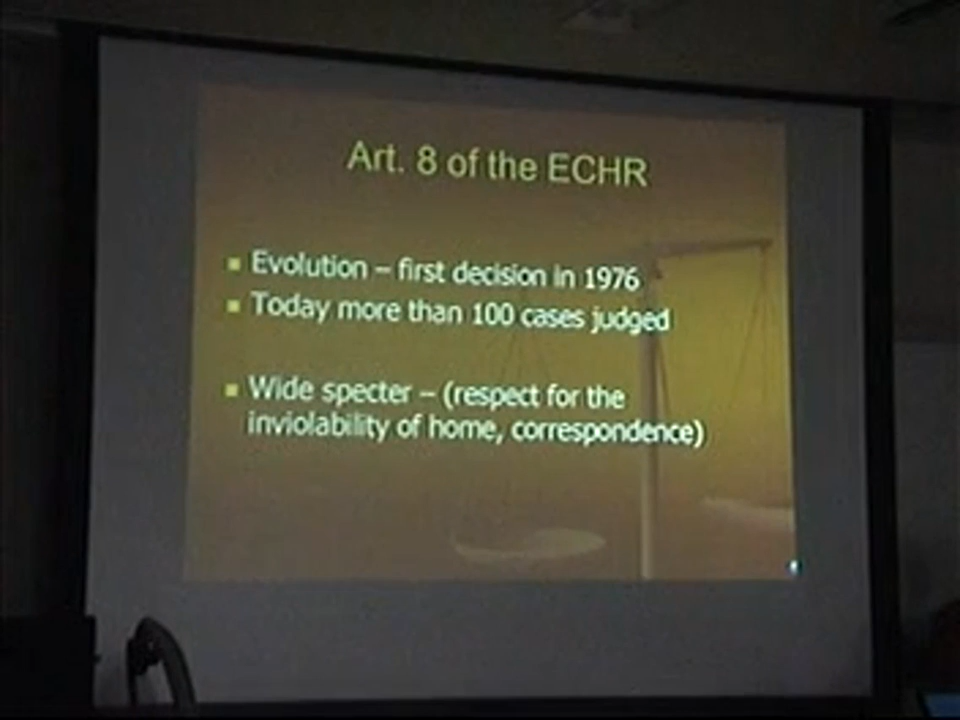 Art. 8 of the ECHR
Evolution – first decision in 1976
Today more than 100 cases judged
Wide specter – (respect for the
inviolability of home, correspondence)